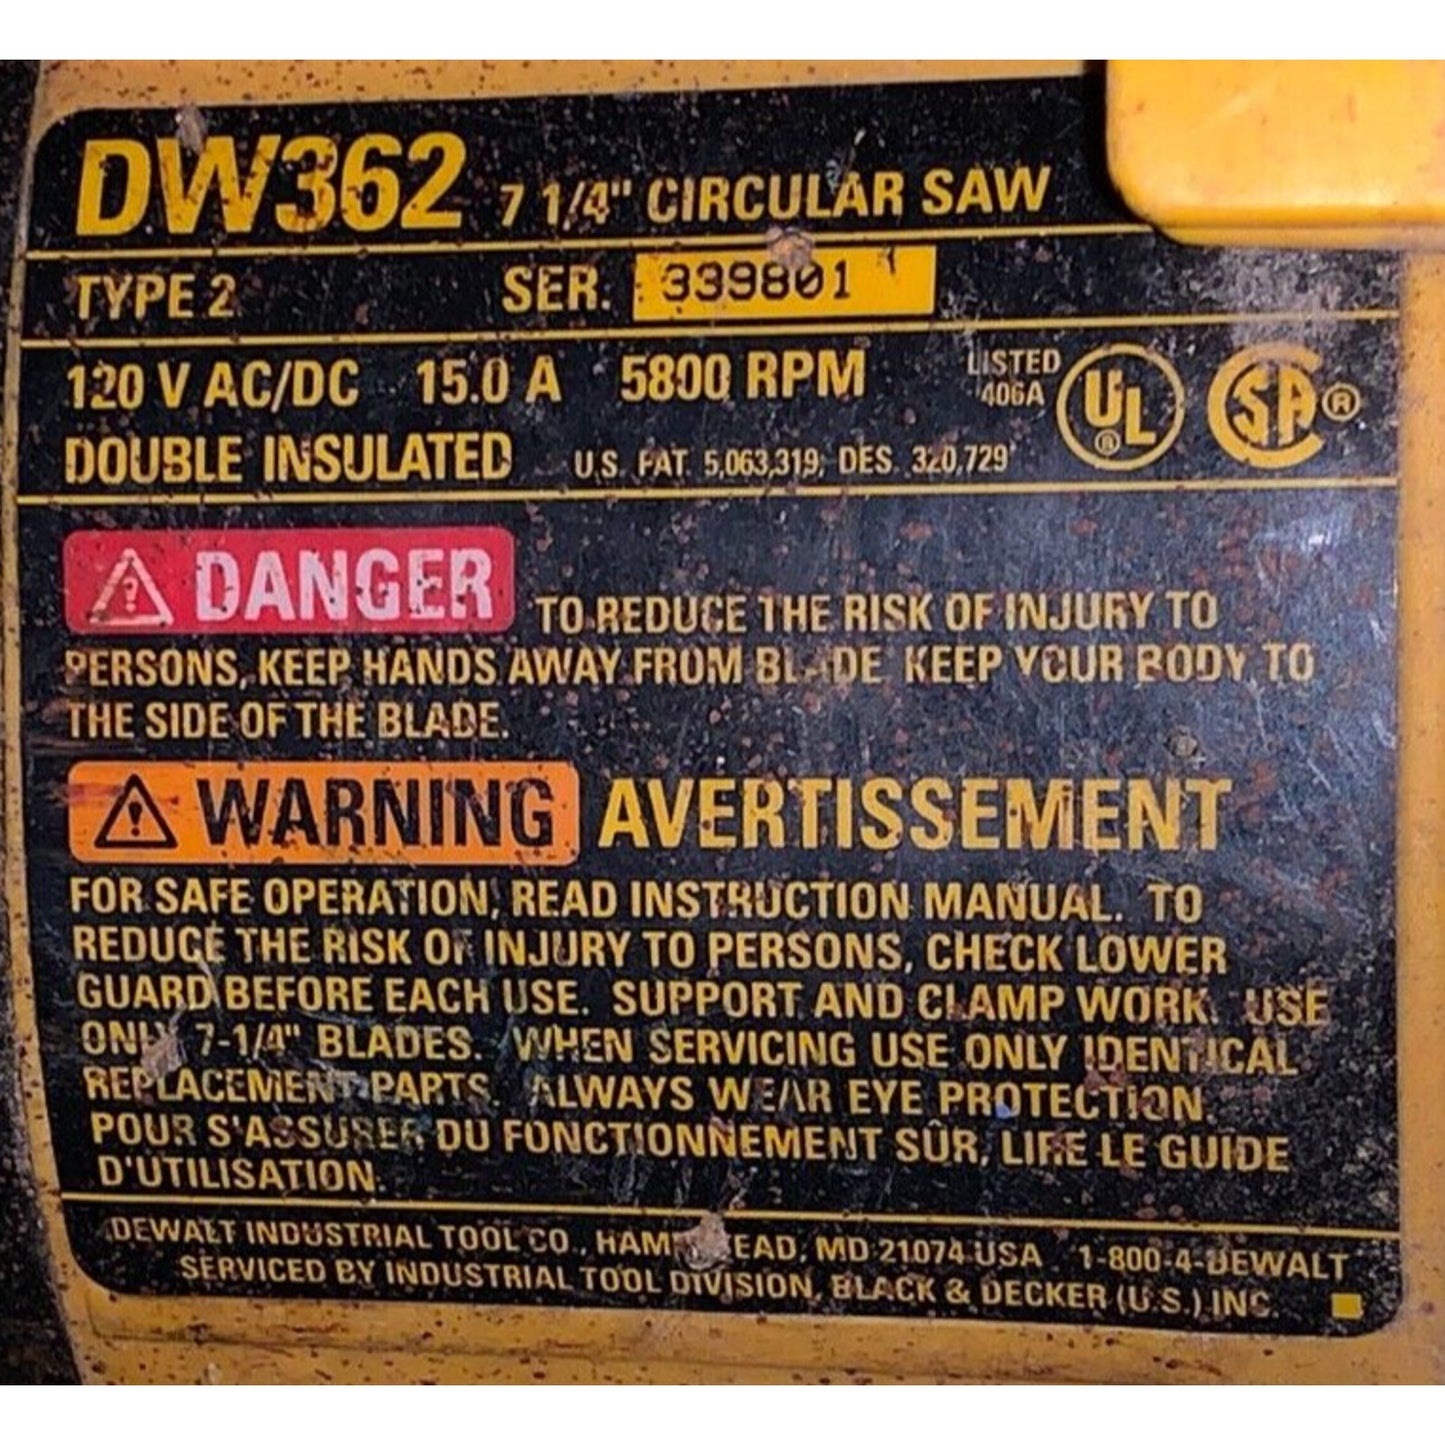 DW362 7 1/4" CIRCULAR SAW
TYPE 2 SER. 339801
120 V AC/DC 15.0 A 5800 RPM LISTED 406A UL ® CSA ®
DOUBLE INSULATED U.S. PAT. 5,063,319, DES. 320,729
DANGER TO REDUCE THE RISK OF INJURY TO
PERSONS, KEEP HANDS AWAY FROM BLADE KEEP YOUR BODY TO
THE SIDE OF THE BLADE.
WARNING AVERTISSEMENT
FOR SAFE OPERATION, READ INSTRUCTION MANUAL. TO
REDUCE THE RISK OF INJURY TO PERSONS, CHECK LOWER
GUARD BEFORE EACH USE. SUPPORT AND CLAMP WORK. USE
ONLY 7-1/4" BLADES. WHEN SERVICING USE ONLY IDENTICAL
REPLACEMENT PARTS. ALWAYS WEAR EYE PROTECTION.
POUR S'ASSURER DU FONCTIONNEMENT SÛR, LIRE LE GUIDE
D'UTILISATION.
DEWALT INDUSTRIAL TOOL CO., HAMPSTEAD, MD 21074 USA 1-800-4-DEWALT
SERVICED BY INDUSTRIAL TOOL DIVISION, BLACK & DECKER (U.S.) INC.